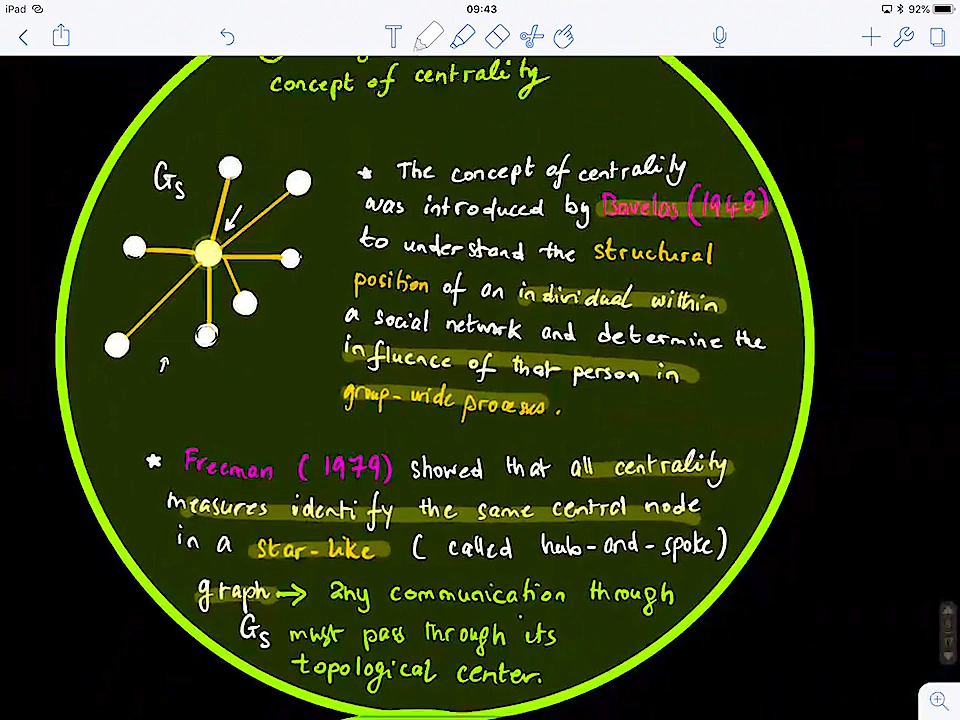 iPad
09:43
92%
T
concept of centrality
Gs
* The concept of centrality
was introduced by Bavelas (1948)
to understand the structural
position of an individual within
a social network and determine the
influence of that person in
group-wide processes.
* Freeman (1979) showed that all centrality
measures identify the same central node
in a star-like (called hub-and-spoke)
graph → any communication through
Gs must pass through its
topological center.